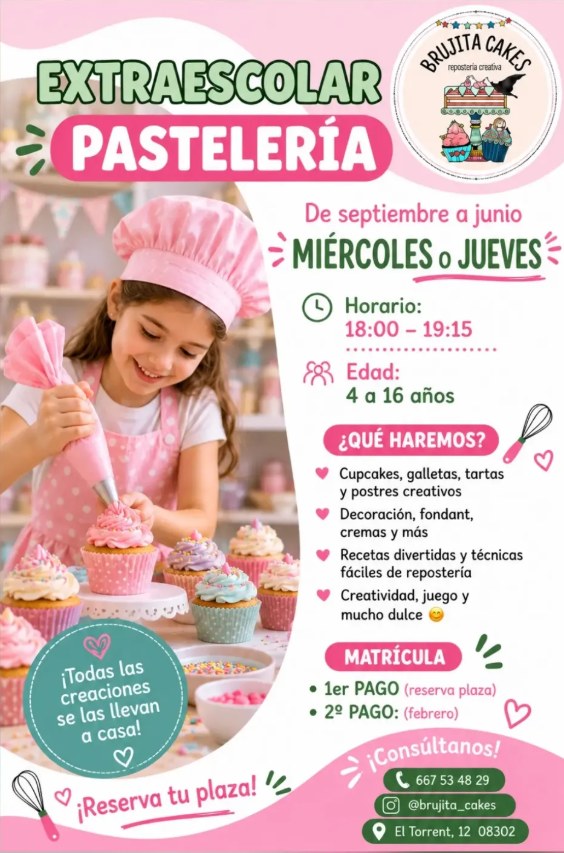 EXTRAESCOLAR
PASTELERÍA
BRUJITA CAKES
repostería creativa
De septiembre a junio
MIÉRCOLES o JUEVES
Horario:
18:00 – 19:15
Edad:
4 a 16 años
¿QUÉ HAREMOS?
Cupcakes, galletas, tartas
y postres creativos
Decoración, fondant,
cremas y más
Recetas divertidas y técnicas
fáciles de repostería
Creatividad, juego y
mucho dulce 😊
¡Todas las
creaciones
se las llevan
a casa!
MATRÍCULA
• 1er PAGO (reserva plaza)
• 2º PAGO: (febrero)
¡Reserva tu plaza!
¡Consúltanos!
667 53 48 29
@brujita_cakes
El Torrent, 12 08302